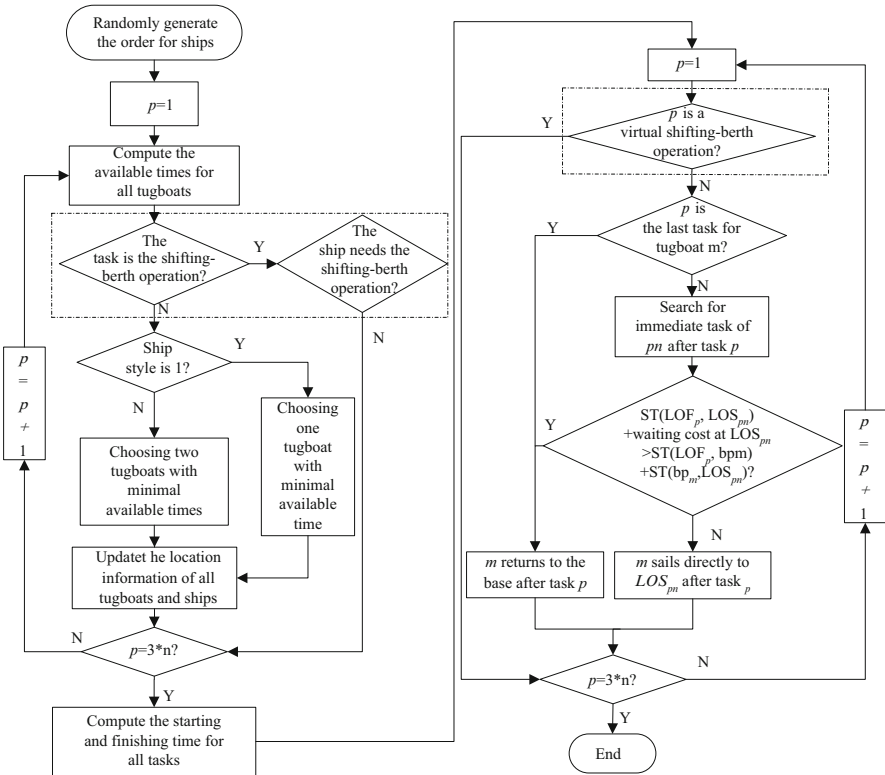 Randomly generate
the order for ships
p=1
Compute the
available times for
all tugboats
The
task is the shifting-
berth operation?
Y
The
ship needs the
shifting-berth
operation?
N
N
Ship
style is 1?
Y
N
Choosing two
tugboats with
minimal
available times
Choosing
one
tugboat
with
minimal
available
time
Updatet he location
information of all
tugboats and ships
p=3*n?
N
Y
p
=
p
+
1
Compute the starting
and finishing time for
all tasks
p=1
p is a
virtual shifting-berth
operation?
Y
N
p is
the last task for
tugboat m?
Y
N
Search for
immediate task of
pn after task p
ST(LOFp, LOSpn)
+waiting cost at LOSpn
>ST(LOFp, bpm)
+ST(bpm,LOSpn)?
Y
N
m returns to the
base after task p
m sails directly to
LOSpn after task p
p=3*n?
N
Y
p
=
p
+
1
End